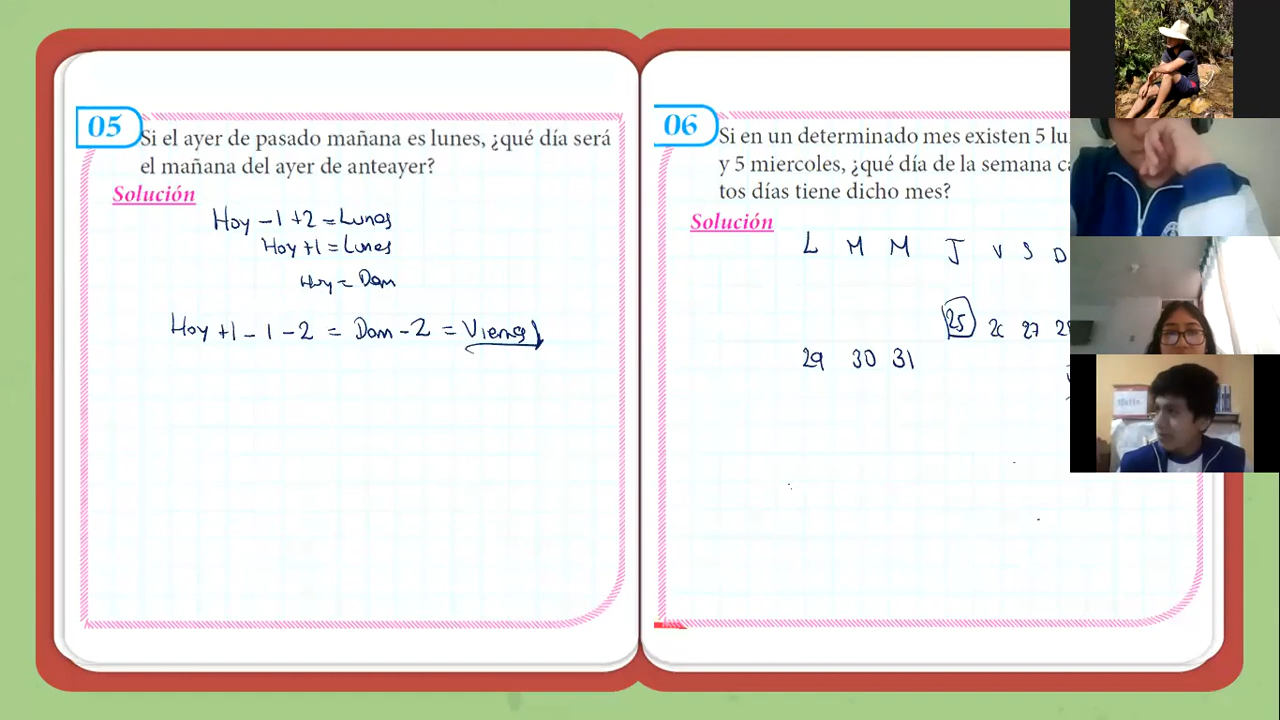 05
Si el ayer de pasado mañana es lunes, ¿qué día será
el mañana del ayer de anteayer?
Solución
Hoy -1 +2 = Lunes
Hoy +1 = Lunes
Hoy = Dom
Hoy +1 - 1 - 2 = Dom - 2 = Viernes
06
Si en un determinado mes existen 5 lu
y 5 miercoles, ¿qué día de la semana ca
tos días tiene dicho mes?
Solución
L M M J V S D
25 26 27 28
29 30 31